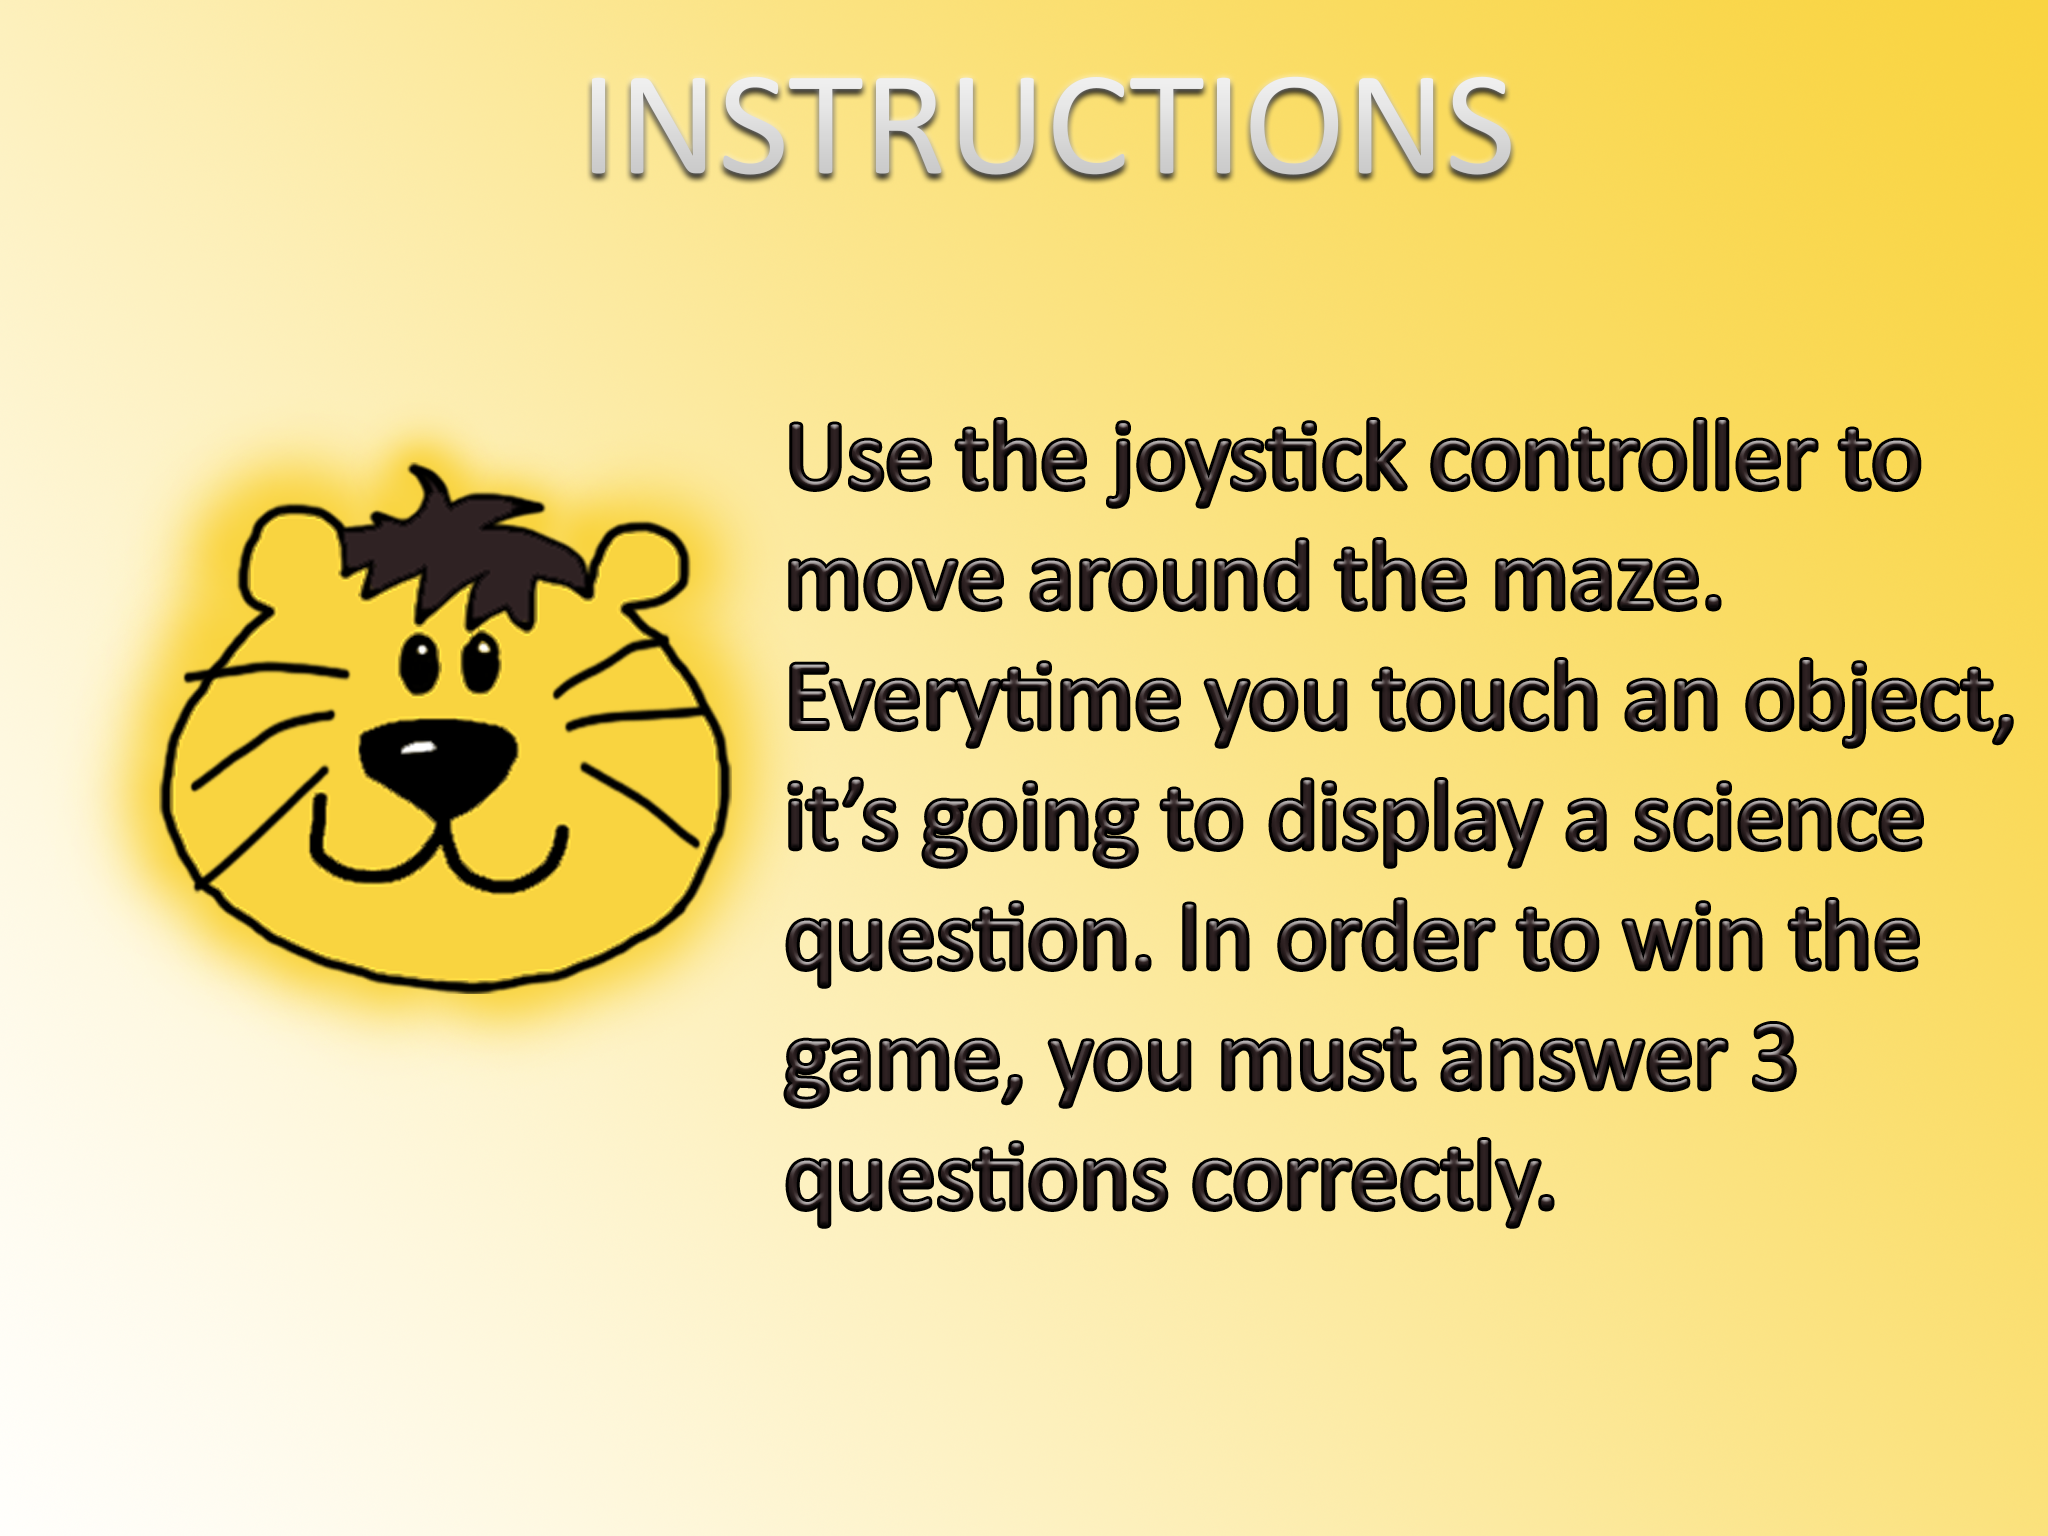 INSTRUCTIONS
Use the joystick controller to
move around the maze.
Everytime you touch an object,
it’s going to display a science
question. In order to win the
game, you must answer 3
questions correctly.